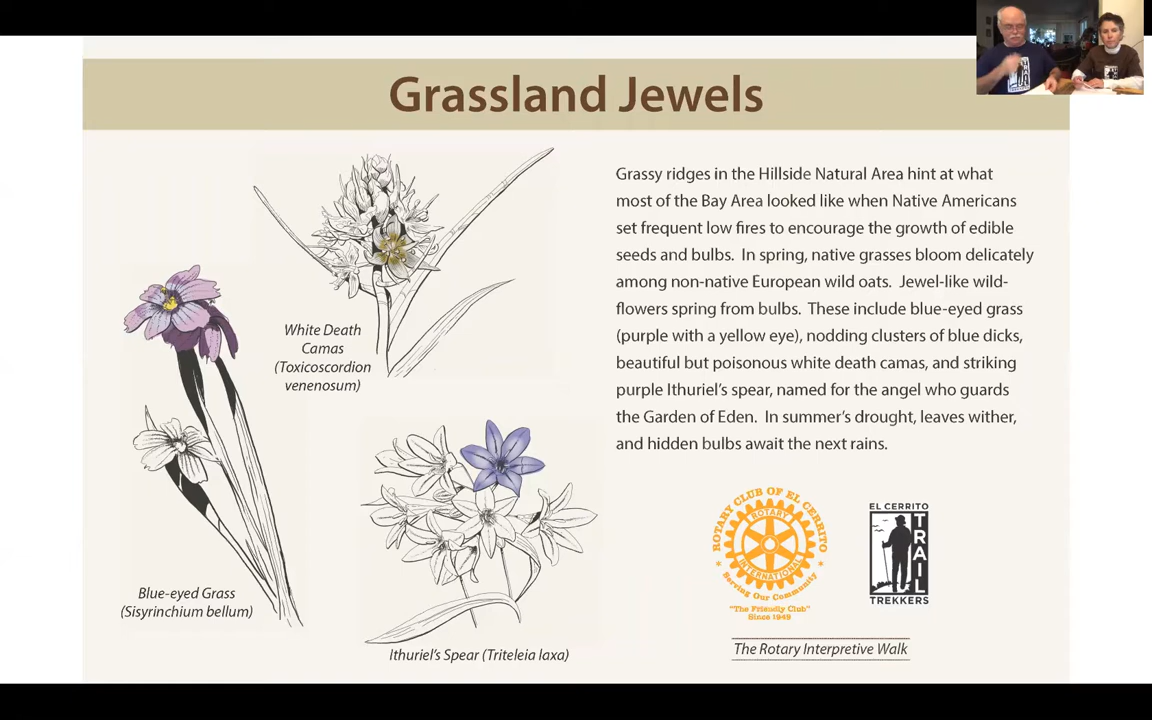 Grassland Jewels
Grassy ridges in the Hillside Natural Area hint at what
most of the Bay Area looked like when Native Americans
set frequent low fires to encourage the growth of edible
seeds and bulbs.  In spring, native grasses bloom delicately
among non-native European wild oats.  Jewel-like wild-
flowers spring from bulbs.  These include blue-eyed grass
(purple with a yellow eye), nodding clusters of blue dicks,
beautiful but poisonous white death camas, and striking
purple Ithuriel's spear, named for the angel who guards
the Garden of Eden.  In summer's drought, leaves wither,
and hidden bulbs await the next rains.
White Death
Camas
(Toxicoscordion
venenosum)
Blue-eyed Grass
(Sisyrinchium bellum)
Ithuriel's Spear (Triteleia laxa)
ROTARY CLUB OF EL CERRITO
ROTARY
INTERNATIONAL
Serving Our Community
"The Friendly Club"
Since 1949
EL CERRITO
TRAIL
TREKKERS
The Rotary Interpretive Walk
TRAIL